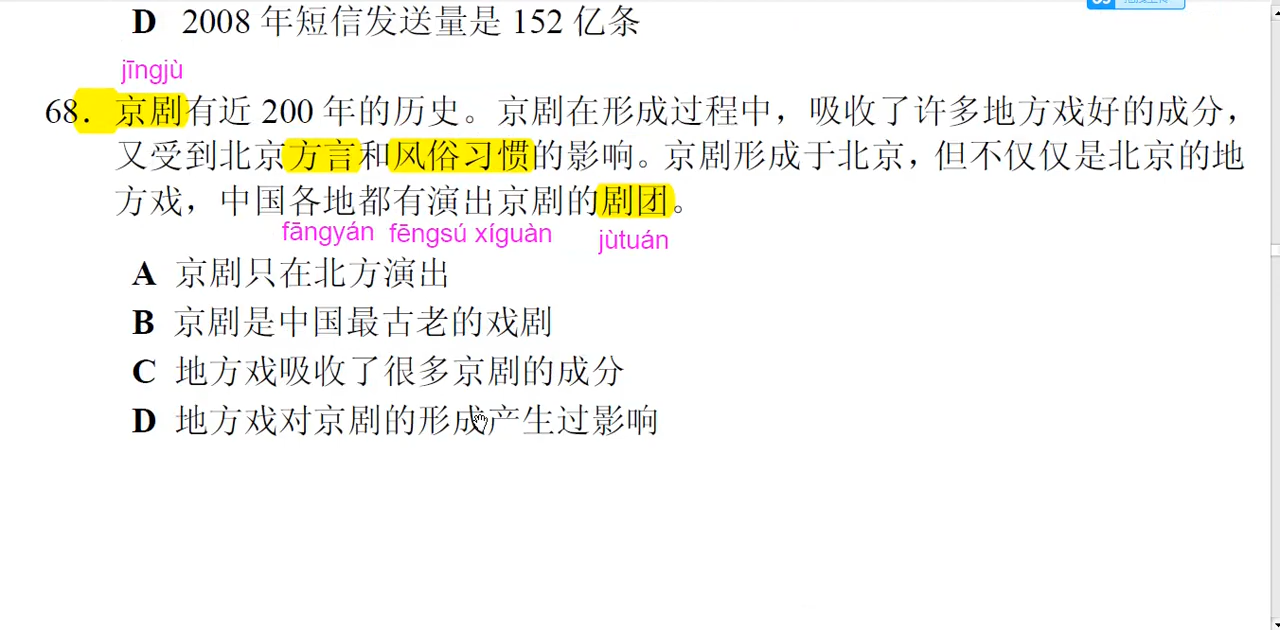 D 2008 年短信发送量是 152 亿条
jīngjù
68. 京剧有近 200 年的历史。京剧在形成过程中，吸收了许多地方戏好的成分，
又受到北京方言和风俗习惯的影响。京剧形成于北京，但不仅仅是北京的地
方戏，中国各地都有演出京剧的剧团。
fāngyán fēngsú xíguàn jùtuán
A 京剧只在北方演出
B 京剧是中国最古老的戏剧
C 地方戏吸收了很多京剧的成分
D 地方戏对京剧的形成产生过影响